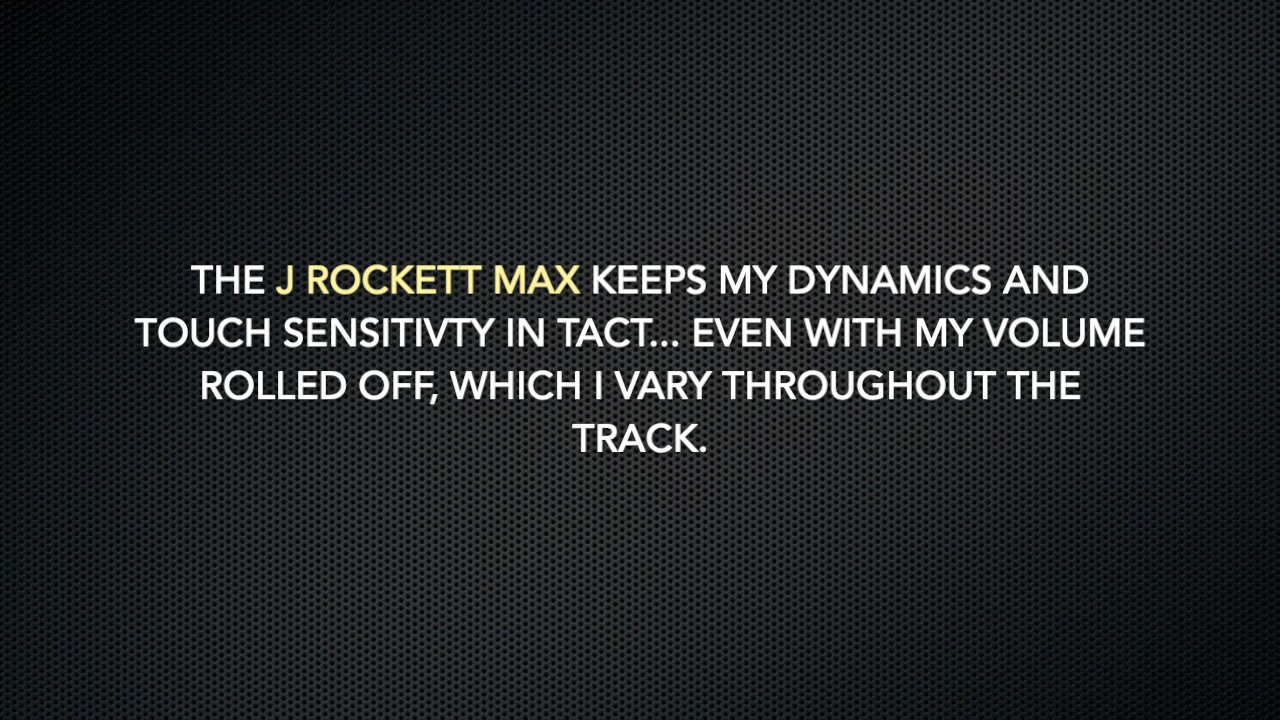 THE J ROCKETT MAX KEEPS MY DYNAMICS AND
TOUCH SENSITIVTY IN TACT... EVEN WITH MY VOLUME
ROLLED OFF, WHICH I VARY THROUGHOUT THE
TRACK.